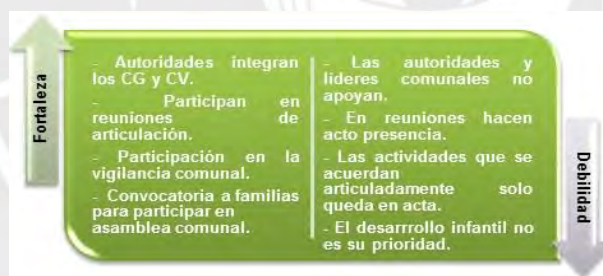 Fortaleza
- Autoridades integran
los CG y CV.
- Participan en
reuniones de
articulación.
- Participación en la
vigilancia comunal.
- Convocatoria a familias
para participar en
asamblea comunal.
- Las autoridades y
líderes comunales no
apoyan.
- En reuniones hacen
acto presencia.
- Las actividades que se
acuerdan
articuladamente solo
queda en acta.
- El desarrrollo infantil no
es su prioridad.
Debilidad